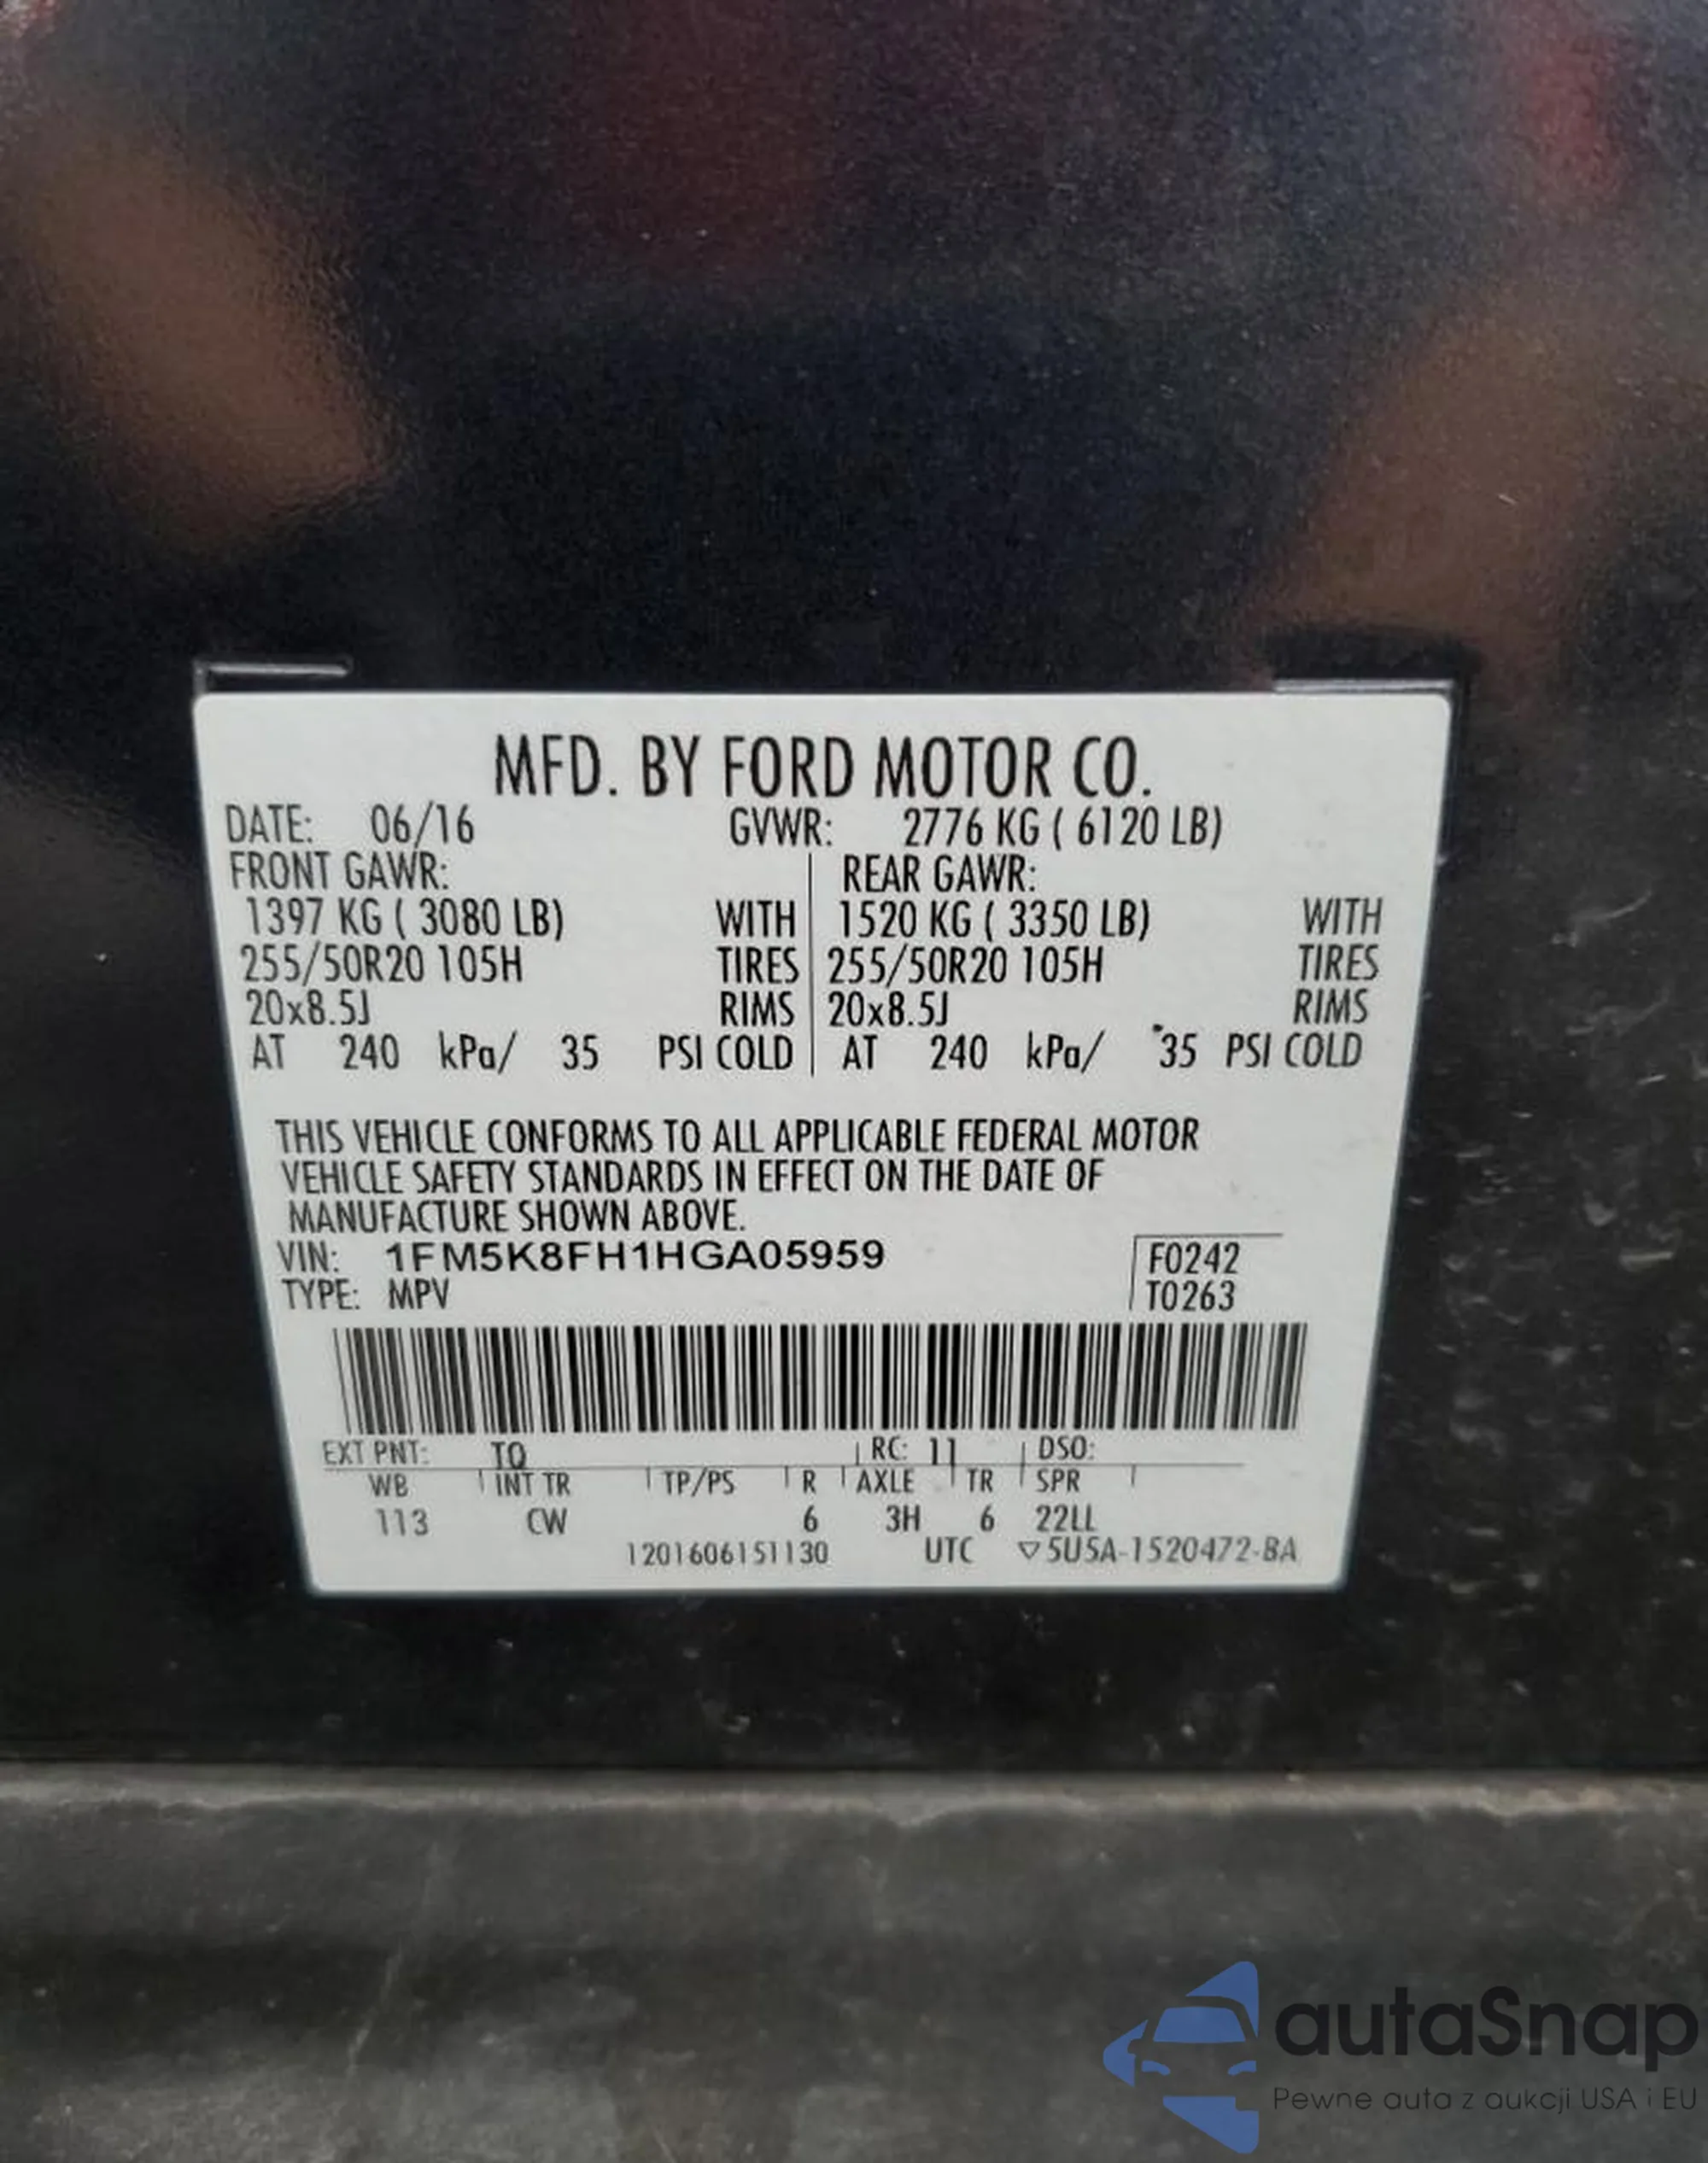 MFD. BY FORD MOTOR CO.
DATE: 06/16 GVWR: 2776 KG ( 6120 LB)
FRONT GAWR: REAR GAWR:
1397 KG ( 3080 LB) WITH 1520 KG ( 3350 LB) WITH
255/50R20 105H TIRES 255/50R20 105H TIRES
20x8.5J RIMS 20x8.5J RIMS
AT 240 kPa/ 35 PSI COLD AT 240 kPa/ 35 PSI COLD
THIS VEHICLE CONFORMS TO ALL APPLICABLE FEDERAL MOTOR
VEHICLE SAFETY STANDARDS IN EFFECT ON THE DATE OF
MANUFACTURE SHOWN ABOVE.
VIN: 1FM5K8FH1HGA05959 F0242
TYPE: MPV T0263
EXT PNT: TQ RC: 11 DSO:
WB INT TR TP/PS R AXLE TR SPR
113 CW 6 3H 6 22LL
1201606151130 UTC ▽5U5A-1520472-BA
autaSnap
Pewne auta z aukcji USA i EU